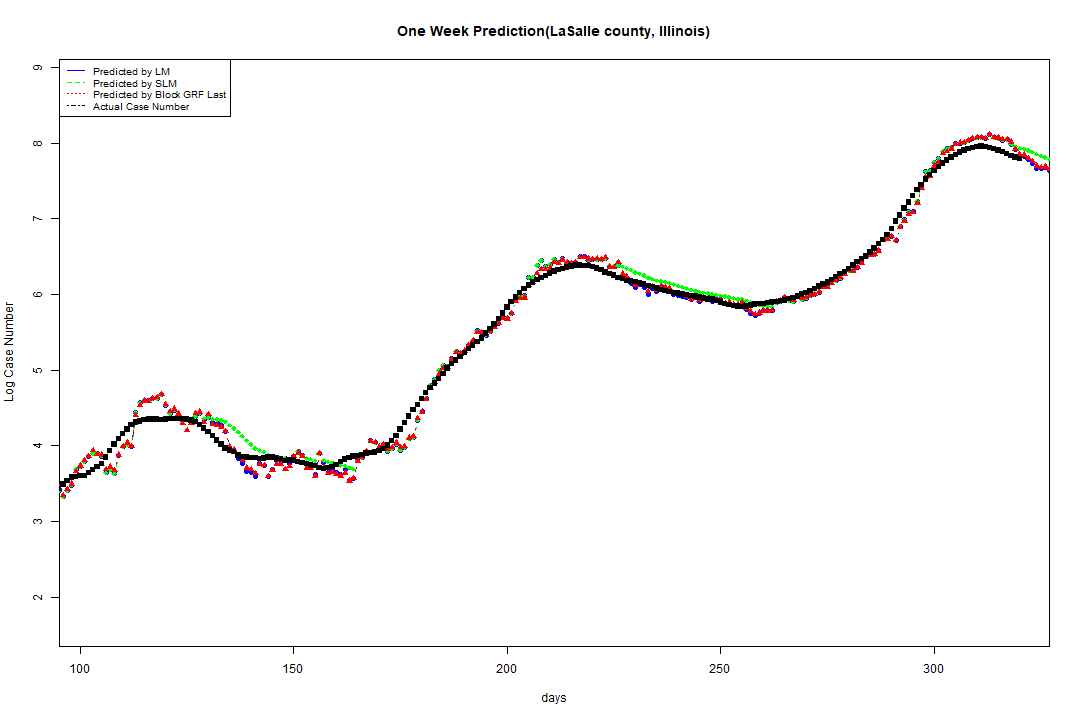 One Week Prediction(LaSalle county, Illinois)
Predicted by LM
Predicted by SLM
Predicted by Block GRF Last
Actual Case Number
Log Case Number
9
8
7
6
5
4
3
2
100 150 200 250 300
days